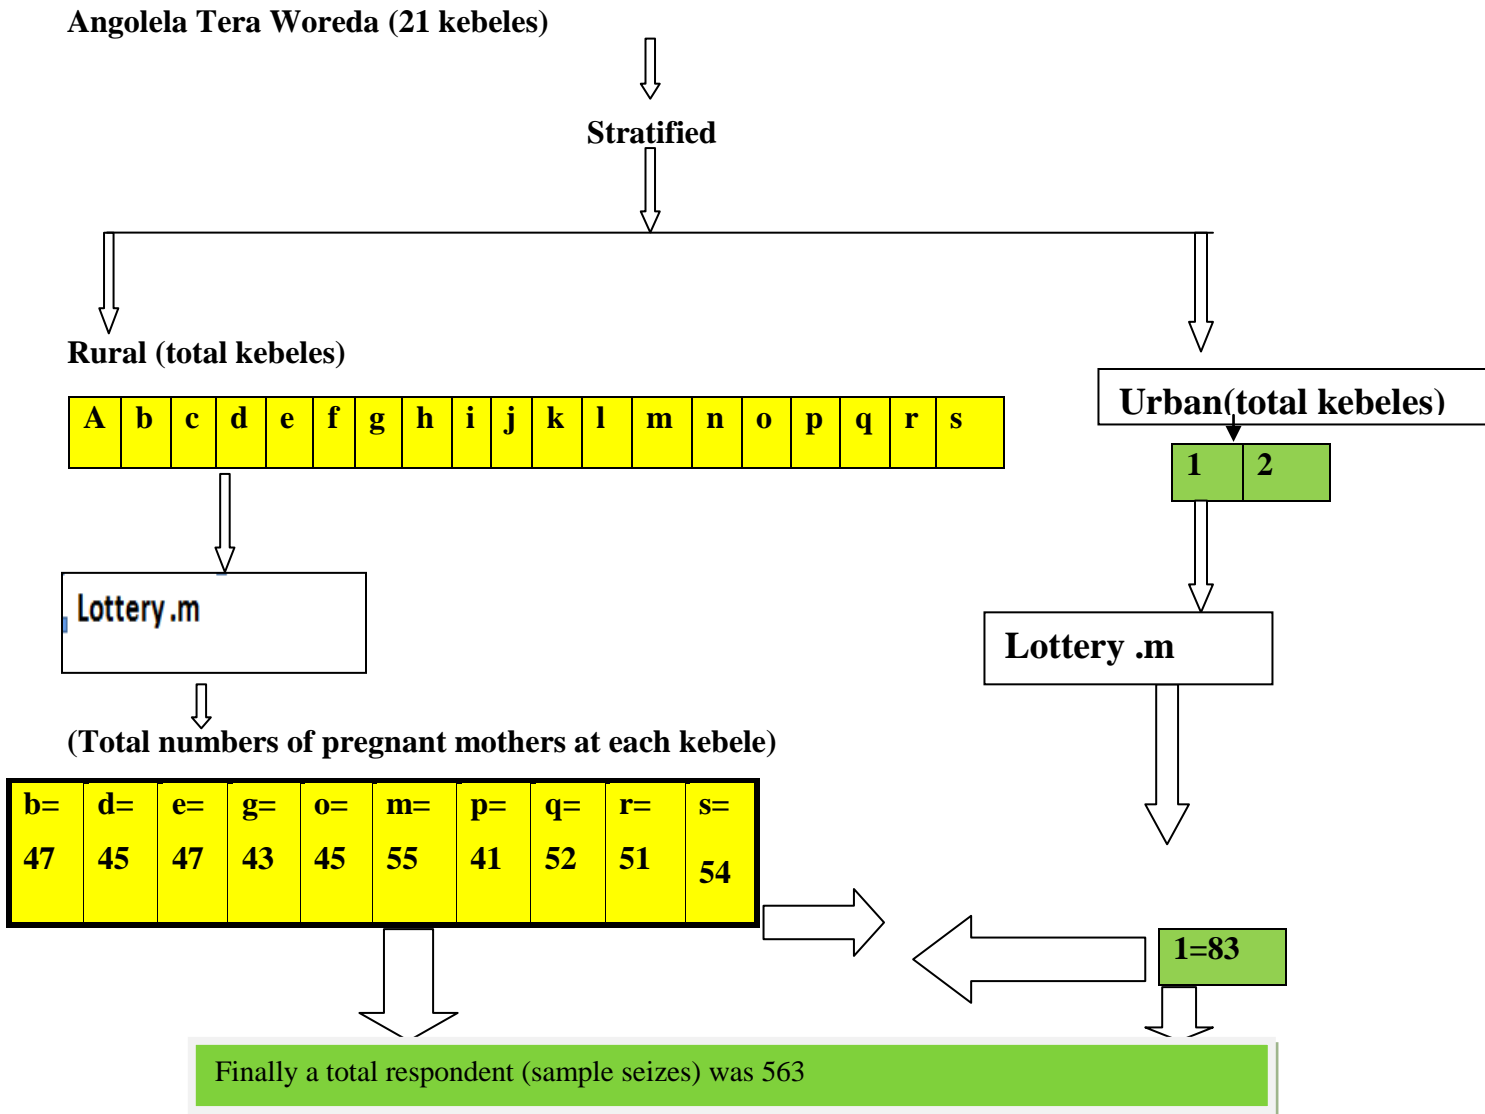 Angolela Tera Woreda (21 kebeles)
Stratified
Rural (total kebeles)
Urban(total kebeles)
A b c d e f g h i j k l m n o p q r s
1 2
Lottery .m
Lottery .m
(Total numbers of pregnant mothers at each kebele)
b= d= e= g= o= m= p= q= r= s=
47 45 47 43 45 55 41 52 51 54
1=83
Finally a total respondent (sample seizes) was 563